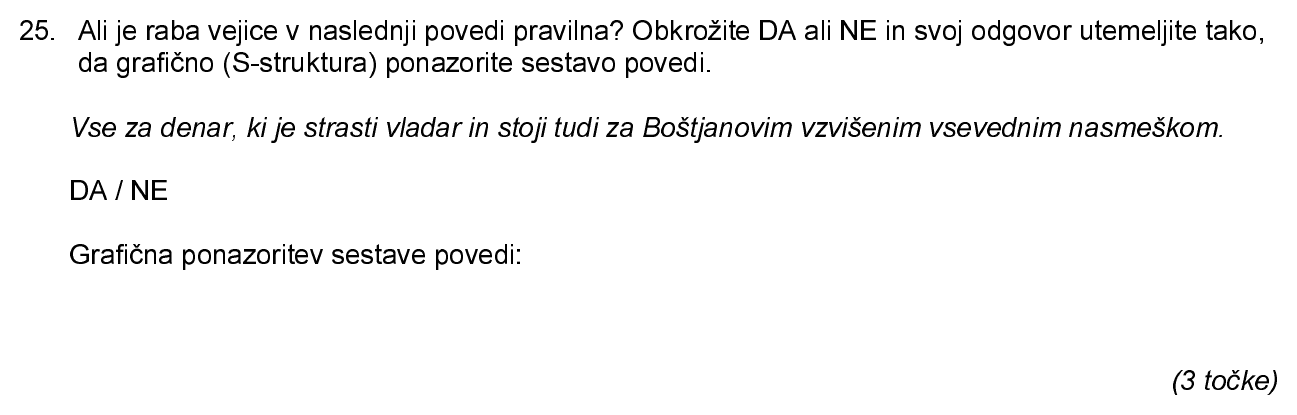 25. Ali je raba vejice v naslednji povedi pravilna? Obkrožite DA ali NE in svoj odgovor utemeljite tako,
da grafično (S-struktura) ponazorite sestavo povedi.
Vse za denar, ki je strasti vladar in stoji tudi za Boštjanovim vzvišenim vsevednim nasmeškom.
DA / NE
Grafična ponazoritev sestave povedi:
(3 točke)